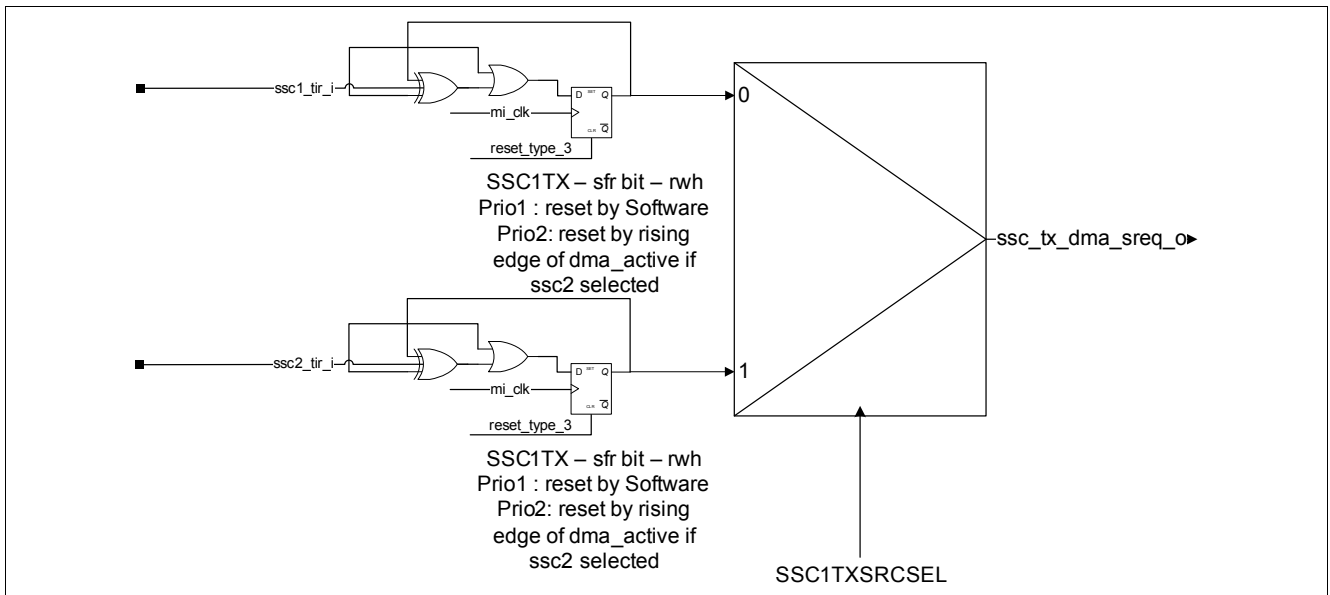 ssc1_tir_i
D SET Q
mi_clk
CLR Q
reset_type_3
0
SSC1TX – sfr bit – rwh
Prio1 : reset by Software
Prio2: reset by rising
edge of dma_active if
ssc2 selected
ssc_tx_dma_sreq_o
ssc2_tir_i
D SET Q
mi_clk
CLR Q
reset_type_3
1
SSC1TX – sfr bit – rwh
Prio1 : reset by Software
Prio2: reset by rising
edge of dma_active if
ssc2 selected
SSC1TXSRCSEL